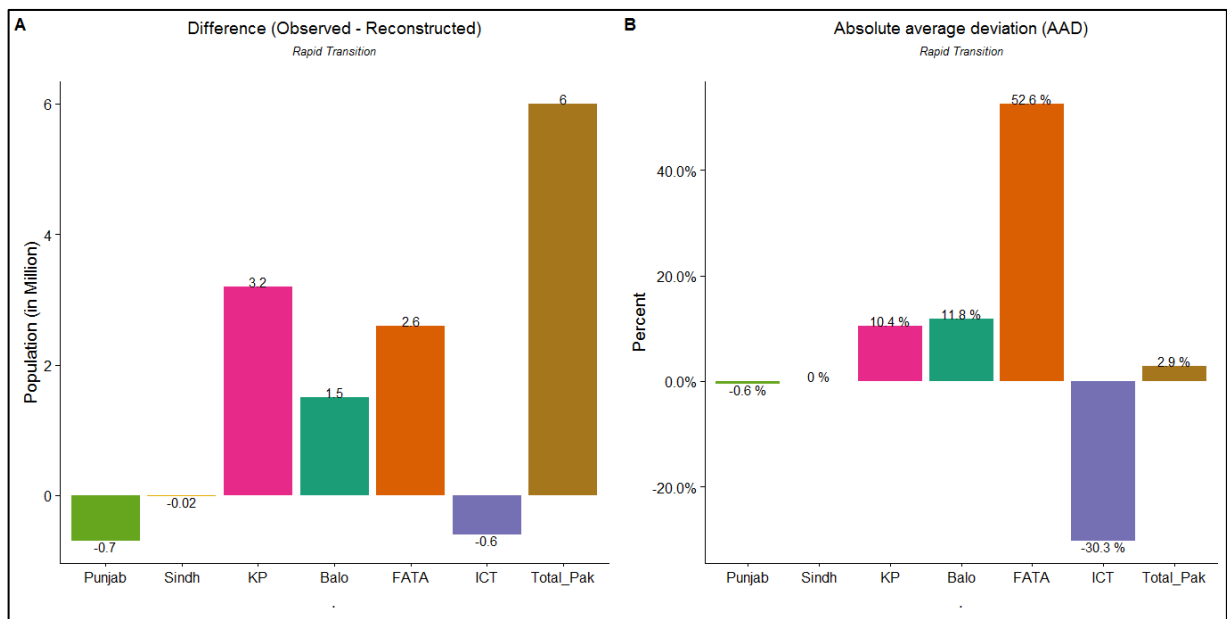 A
Difference (Observed - Reconstructed)
Rapid Transition
Population (in Million)
6
4
2
0
-0.7
-0.02
3.2
1.5
2.6
-0.6
6
Punjab Sindh KP Balo FATA ICT Total_Pak
.
B
Absolute average deviation (AAD)
Rapid Transition
Percent
40.0%
20.0%
0.0%
-20.0%
-0.6 %
0 %
10.4 %
11.8 %
52.6 %
-30.3 %
2.9 %
Punjab Sindh KP Balo FATA ICT Total_Pak
.